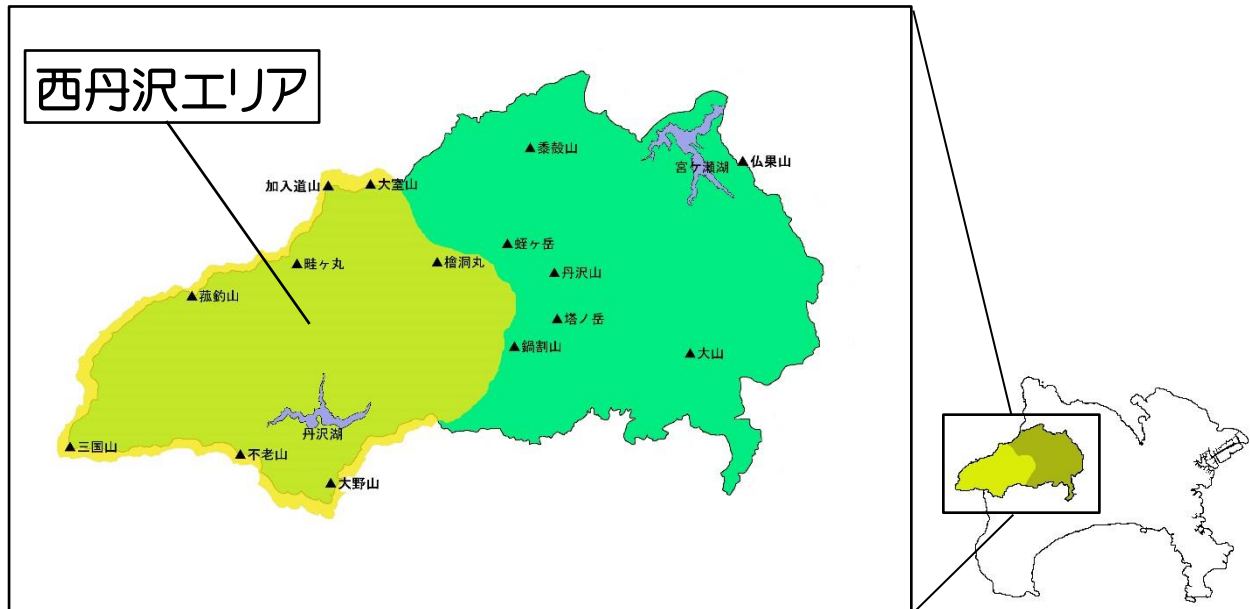 西丹沢エリア
▲黍殻山
宮ケ瀬湖
▲仏果山
加入道山▲
▲大室山
▲蛭ヶ岳
▲畦ヶ丸
▲檜洞丸
▲丹沢山
▲菰釣山
▲塔ノ岳
▲鍋割山
▲大山
丹沢湖
▲三国山
▲不老山
▲大野山